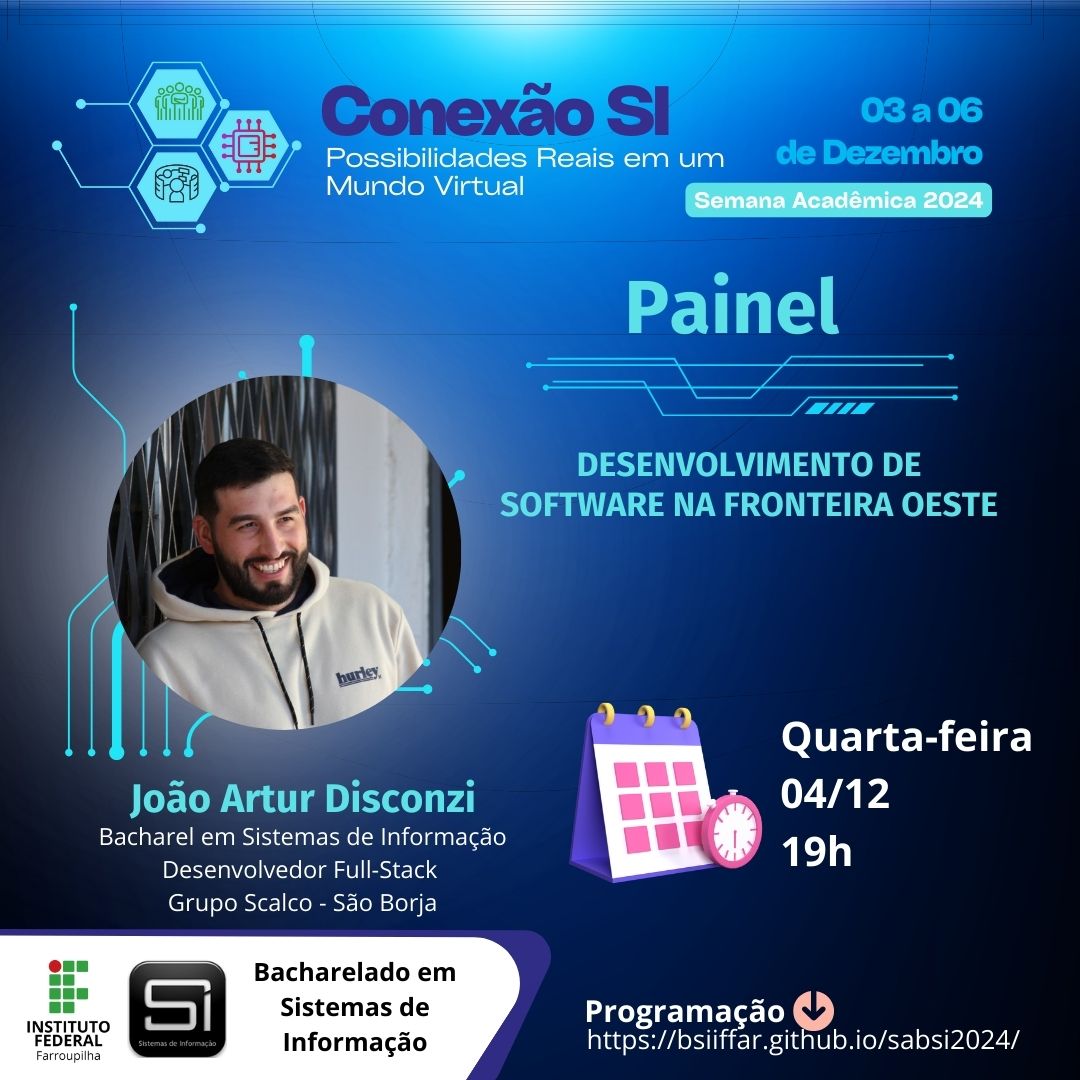 Conexão SI
Possibilidades Reais em um
Mundo Virtual
03 a 06
de Dezembro
Semana Acadêmica 2024
Painel
DESENVOLVIMENTO DE
SOFTWARE NA FRONTEIRA OESTE
hurley
João Artur Disconzi
Bacharel em Sistemas de Informação
Desenvolvedor Full-Stack
Grupo Scalco - São Borja
Quarta-feira
04/12
19h
INSTITUTO
FEDERAL
Farroupilha
Si
Sistemas de Informação
Bacharelado em
Sistemas de
Informação
Programação
https://bsiiffar.github.io/sabsi2024/